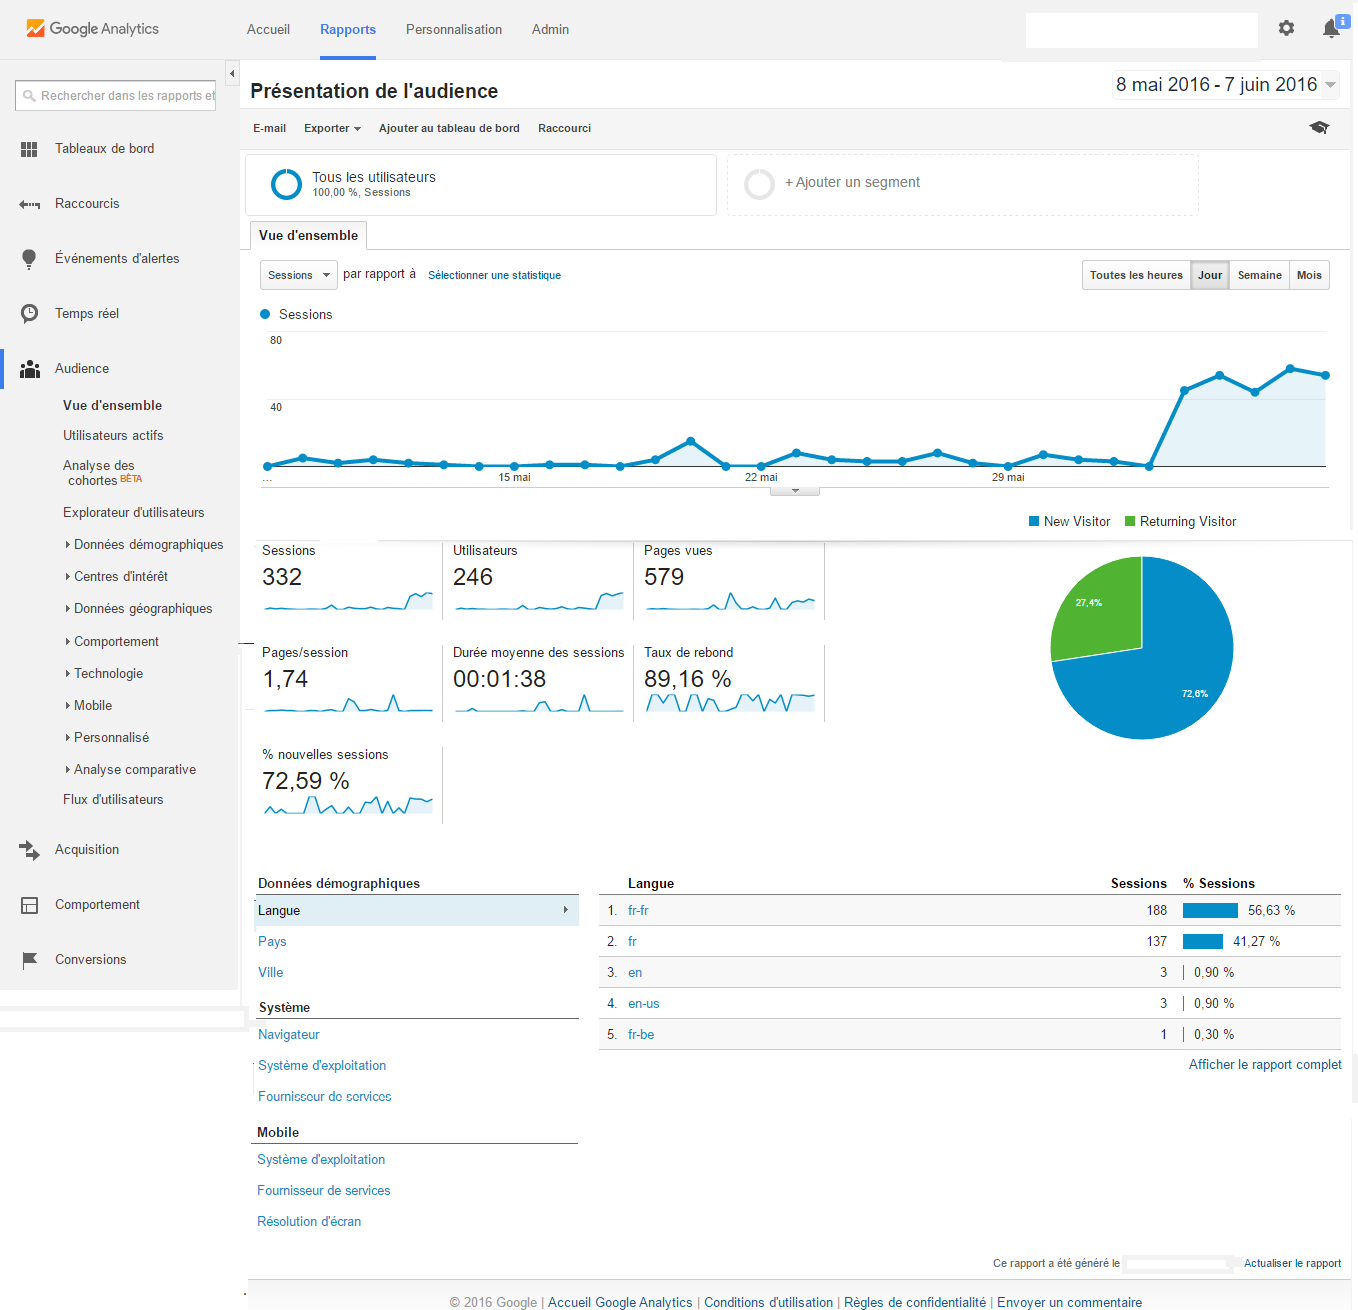 Google Analytics
Accueil Rapports Personnalisation Admin
i
Rechercher dans les rapports et
Présentation de l'audience
8 mai 2016 - 7 juin 2016
E-mail Exporter Ajouter au tableau de bord Raccourci
Tableaux de bord
Raccourcis
Événements d'alertes
Temps réel
Audience
Vue d'ensemble
Utilisateurs actifs
Analyse des
cohortes BÊTA
Explorateur d'utilisateurs
Données démographiques
Centres d'intérêt
Données géographiques
Comportement
Technologie
Mobile
Personnalisé
Analyse comparative
Flux d'utilisateurs
Acquisition
Comportement
Conversions
Tous les utilisateurs
100,00 %, Sessions
+ Ajouter un segment
Vue d'ensemble
Sessions par rapport à Sélectionner une statistique
Toutes les heures Jour Semaine Mois
Sessions
80
40
... 15 mai 22 mai 29 mai
New Visitor Returning Visitor
Sessions
332
Utilisateurs
246
Pages vues
579
Pages/session
1,74
Durée moyenne des sessions
00:01:38
Taux de rebond
89,16 %
% nouvelles sessions
72,59 %
27,4%
72,6%
Données démographiques
Langue
Pays
Ville
Système
Navigateur
Système d'exploitation
Fournisseur de services
Mobile
Système d'exploitation
Fournisseur de services
Résolution d'écran
Langue Sessions % Sessions
1. fr-fr 188 56,63 %
2. fr 137 41,27 %
3. en 3 0,90 %
4. en-us 3 0,90 %
5. fr-be 1 0,30 %
Afficher le rapport complet
Ce rapport a été généré le Actualiser le rapport
© 2016 Google | Accueil Google Analytics | Conditions d'utilisation | Règles de confidentialité | Envoyer un commentaire